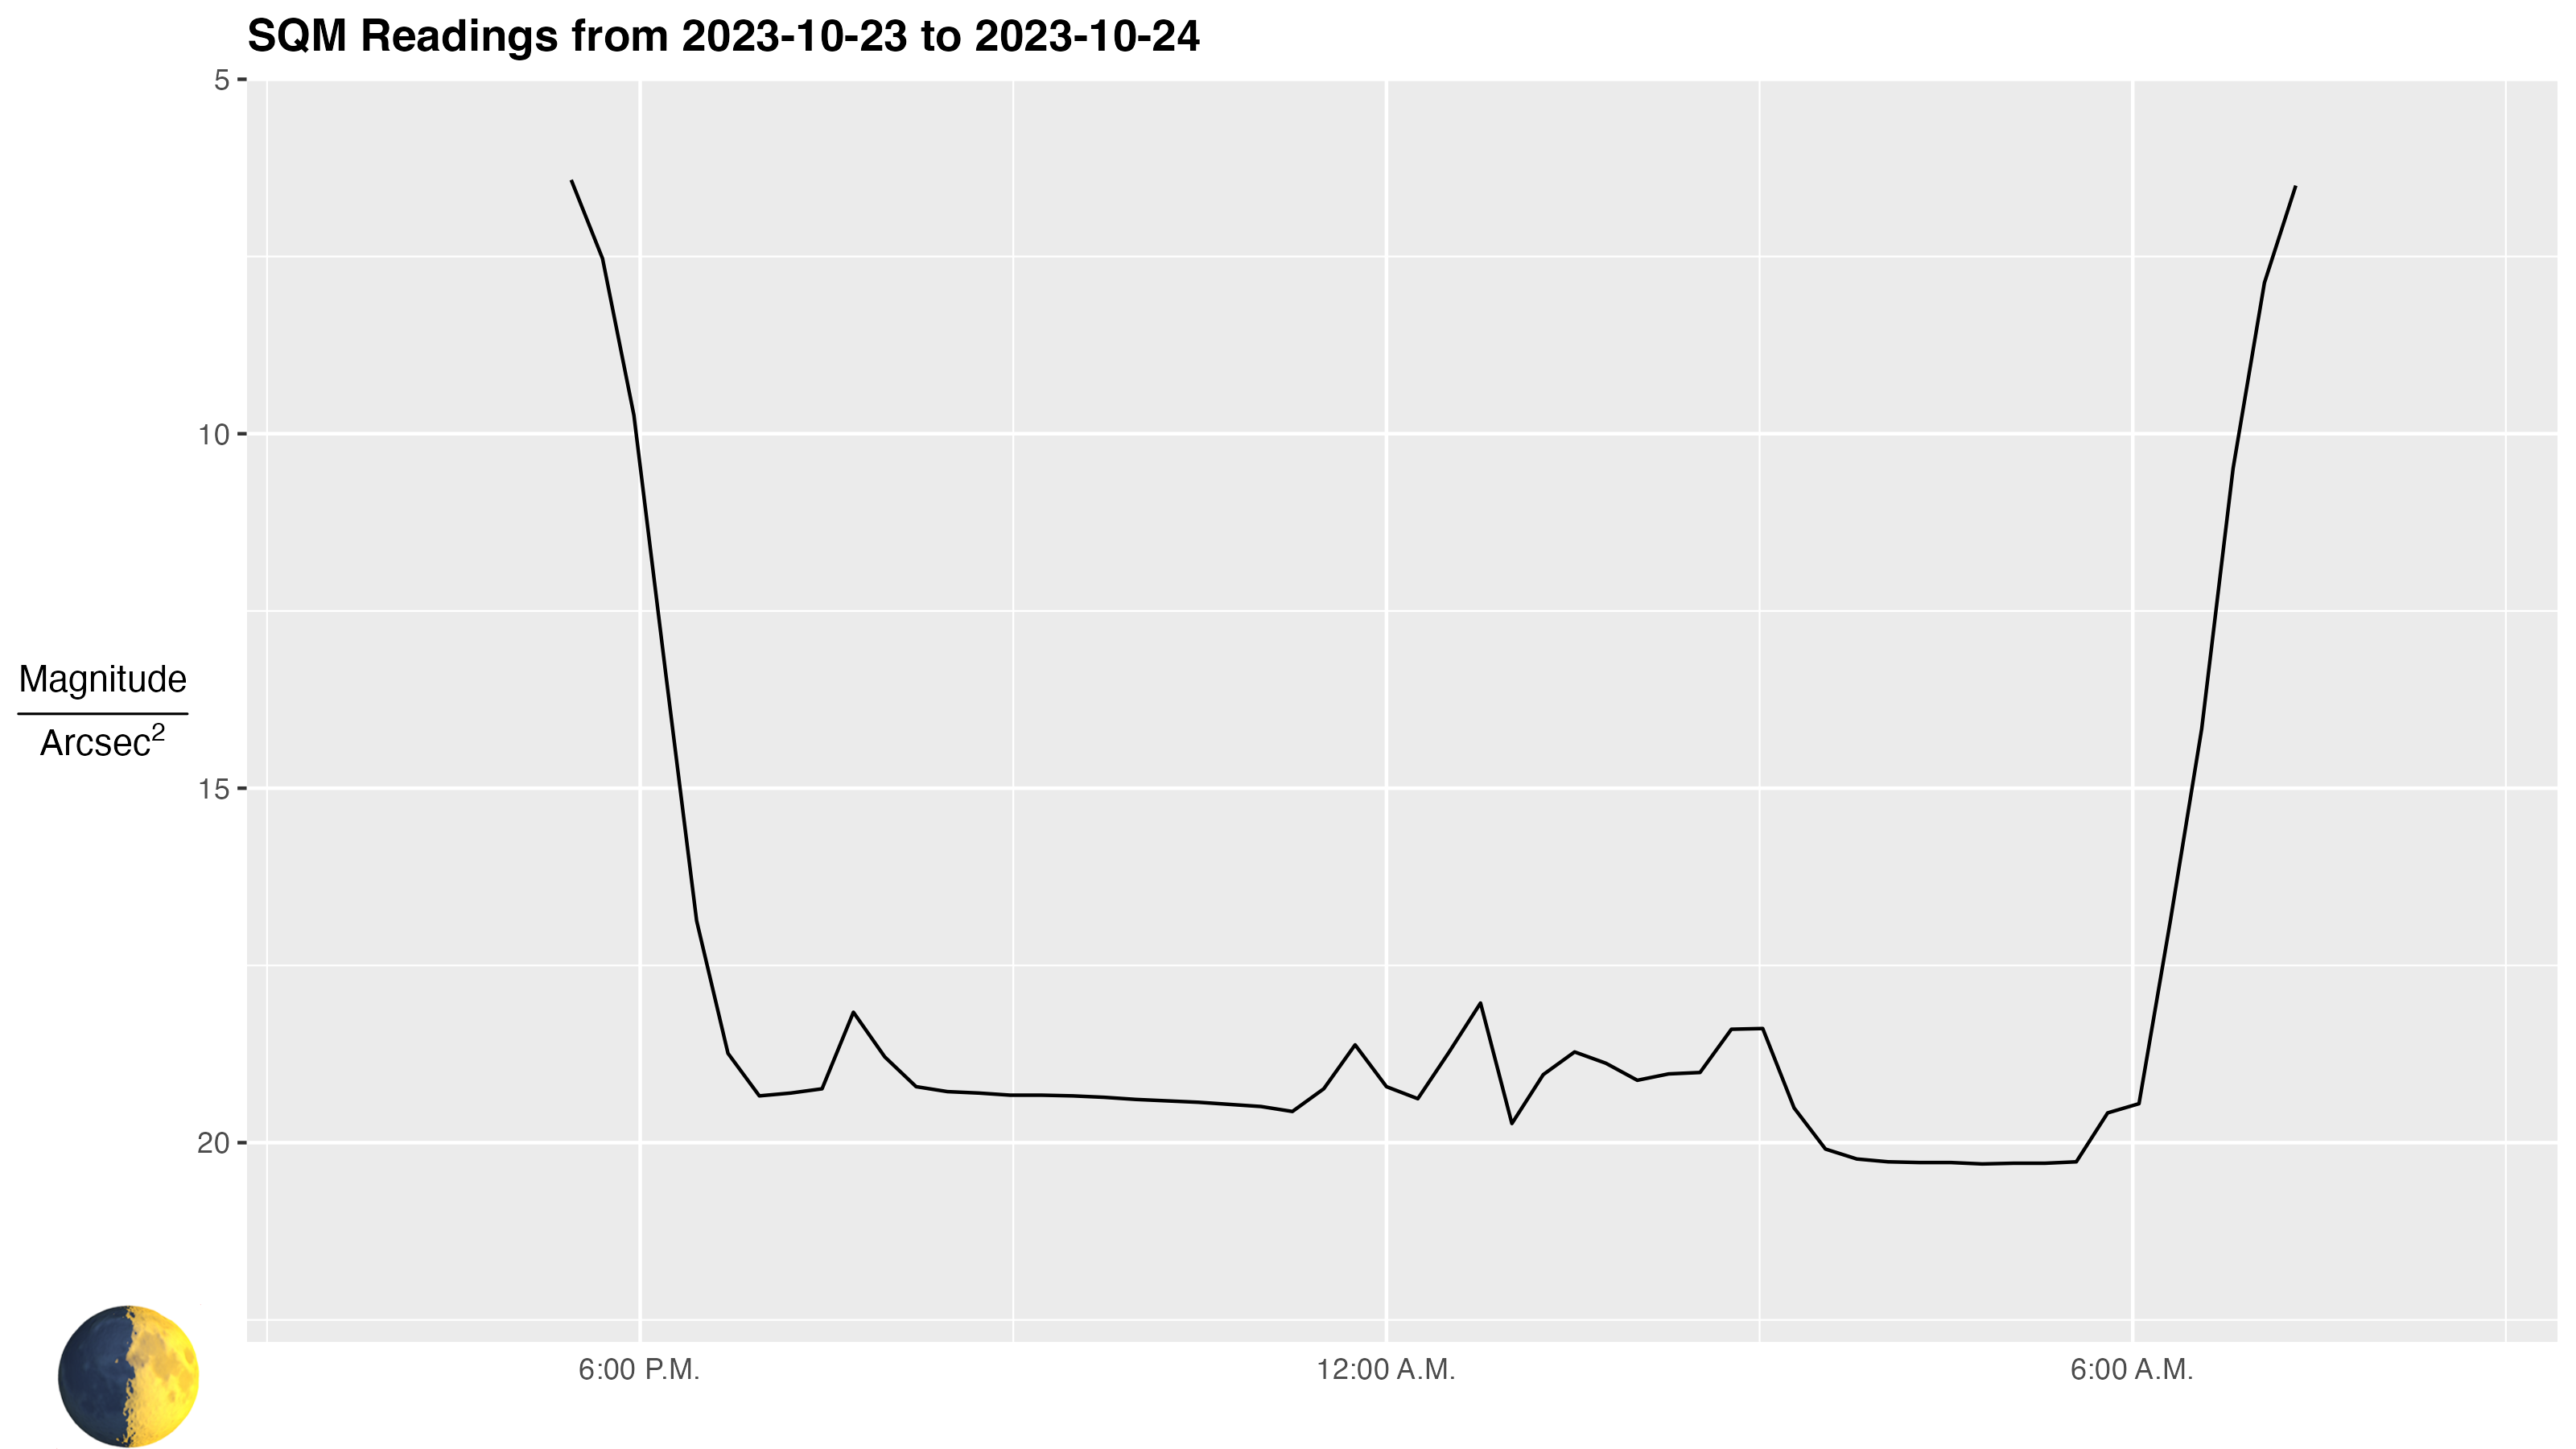 SQM Readings from 2023-10-23 to 2023-10-24
5
10
15
20
Magnitude
Arcsec²
6:00 P.M.
12:00 A.M.
6:00 A.M.